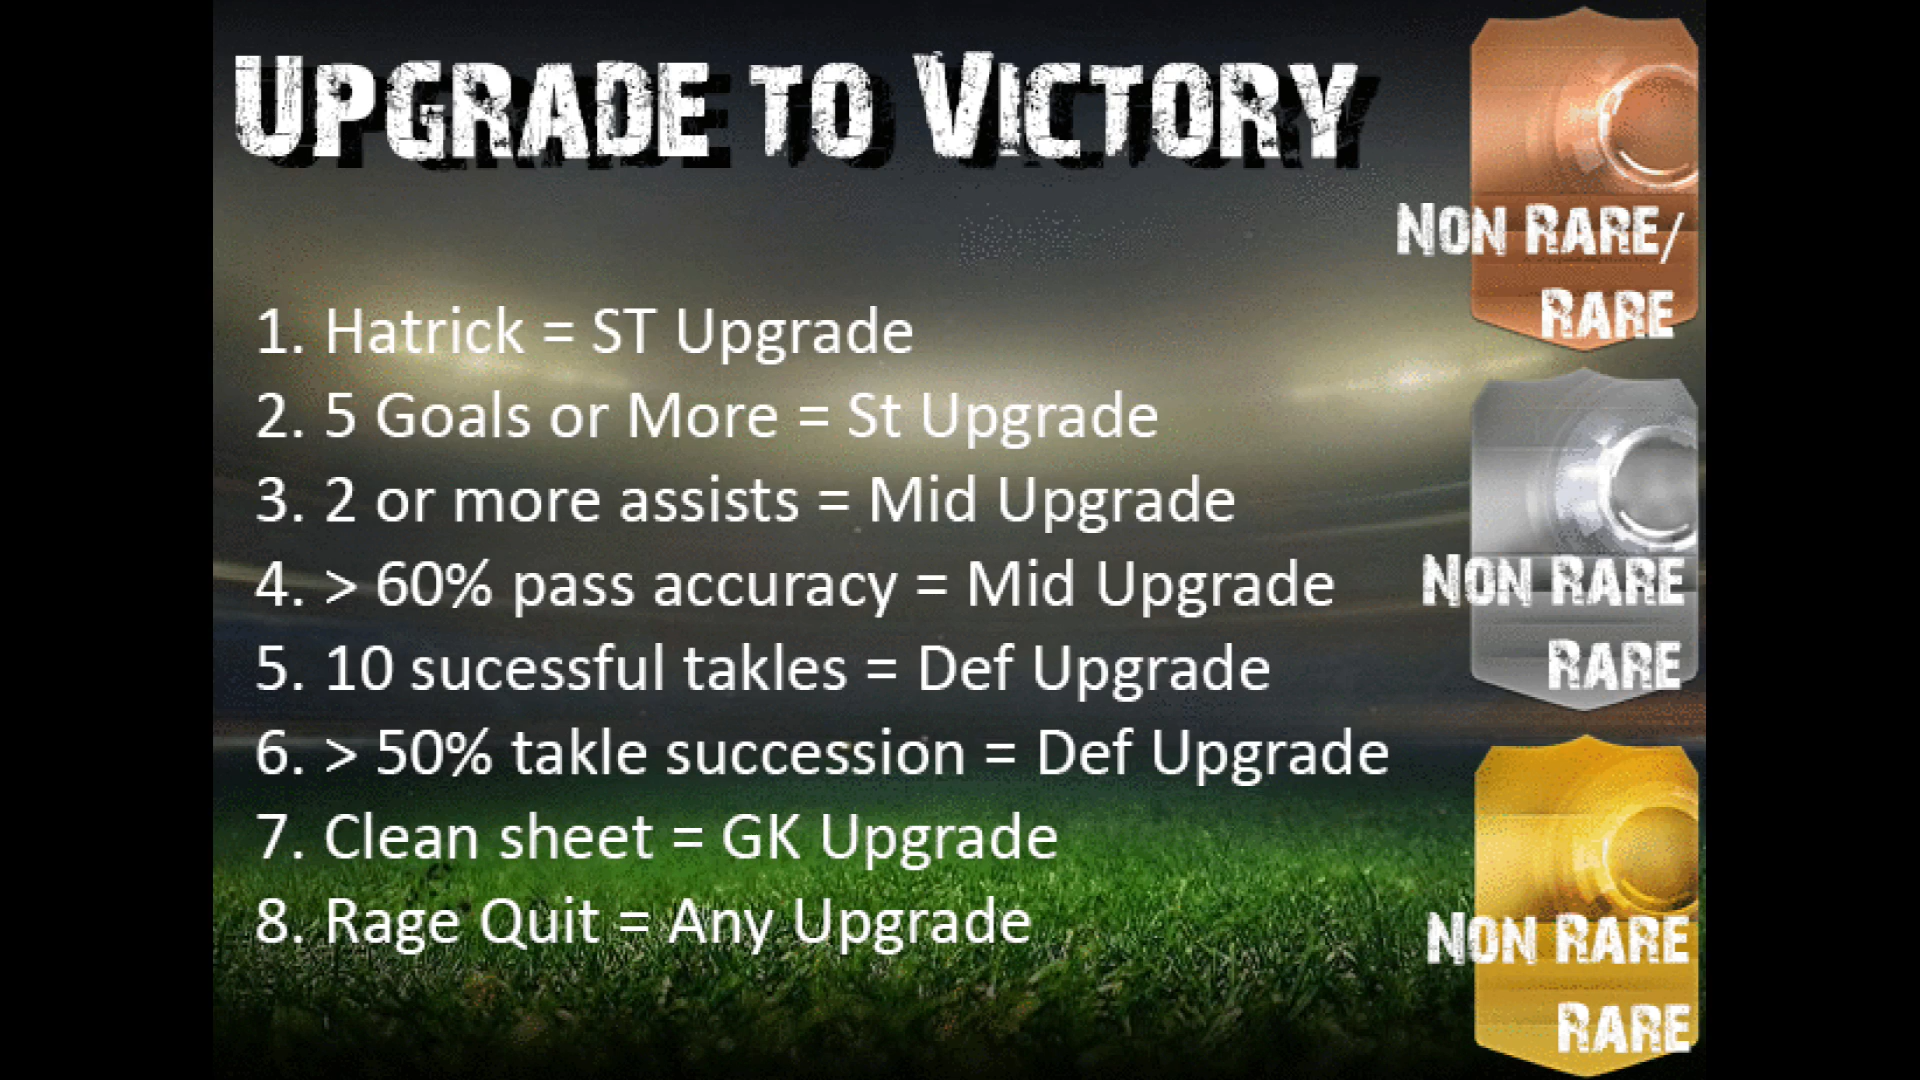 Upgrade to Victory
1. Hatrick = ST Upgrade
2. 5 Goals or More = St Upgrade
3. 2 or more assists = Mid Upgrade
4. > 60% pass accuracy = Mid Upgrade
5. 10 sucessful takles = Def Upgrade
6. > 50% takle succession = Def Upgrade
7. Clean sheet = GK Upgrade
8. Rage Quit = Any Upgrade
Non Rare/
Rare
Non Rare
Rare
Non Rare
Rare